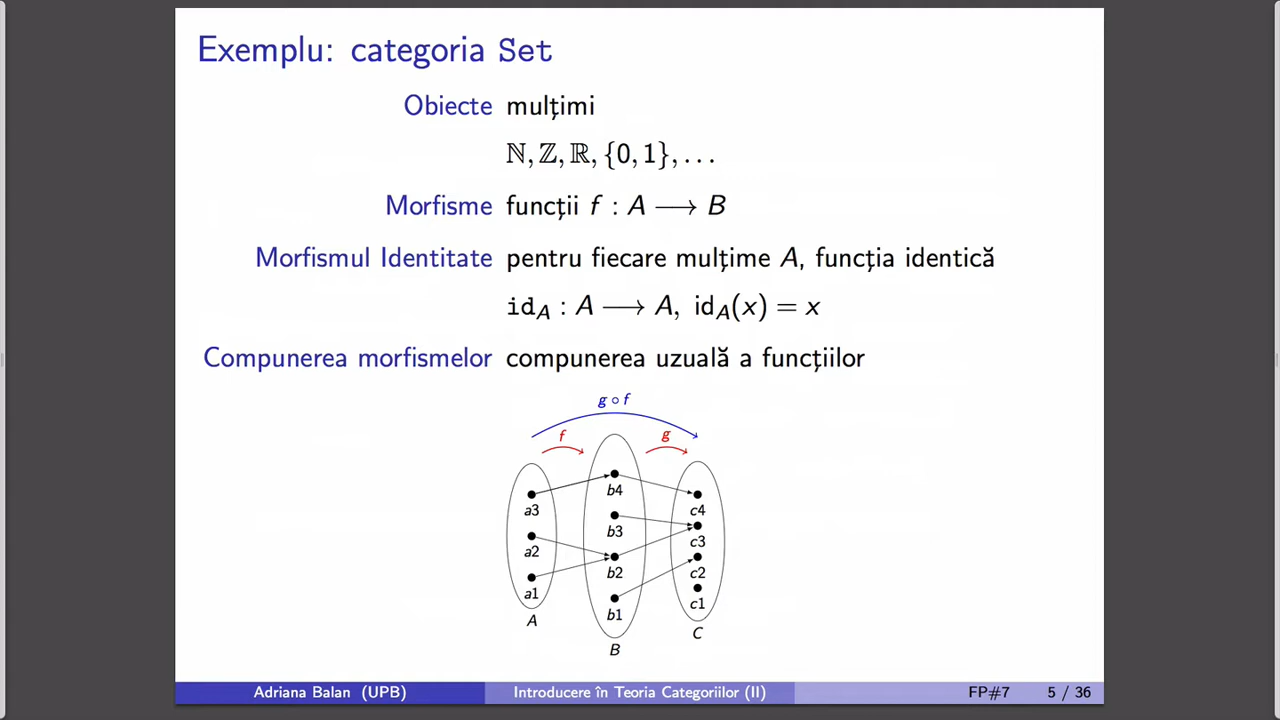 Exemplu: categoria Set
Obiecte mulțimi
ℕ, ℤ, ℝ, {0, 1}, ...
Morfisme funcții f : A ⟶ B
Morfismul Identitate pentru fiecare mulțime A, funcția identică
id_A : A ⟶ A, id_A(x) = x
Compunerea morfismelor compunerea uzuală a funcțiilor
g ∘ f
f g
b4
a3 c4
b3
c3
a2
b2 c2
a1
c1
b1
A
C
B
Adriana Balan (UPB) Introducere în Teoria Categoriilor (II) FP#7 5 / 36